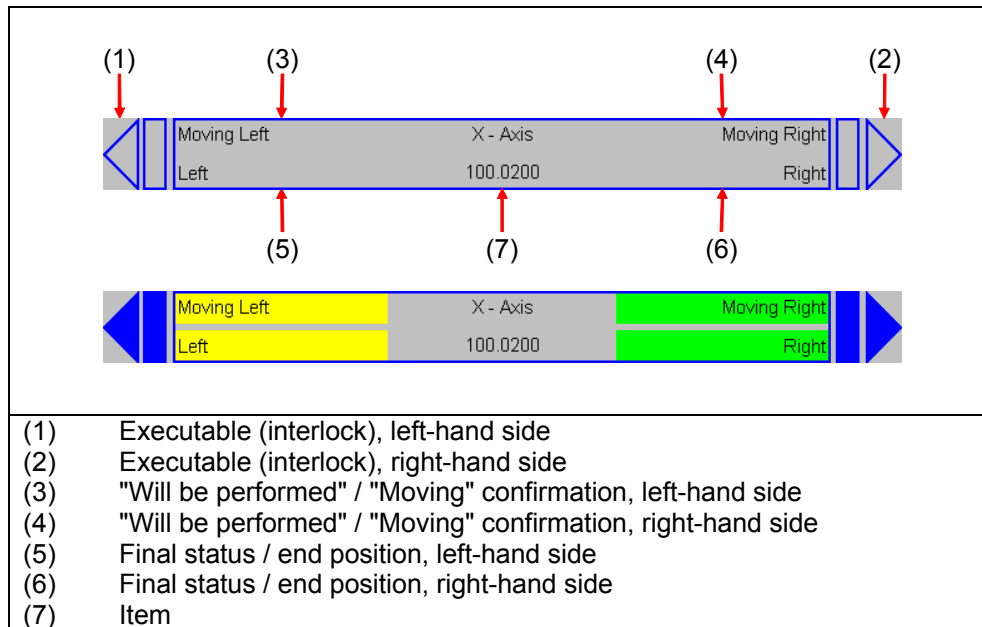 (1) (3) (4) (2)
Moving Left X - Axis Moving Right
Left 100.0200 Right
(5) (7) (6)
Moving Left X - Axis Moving Right
Left 100.0200 Right
(1) Executable (interlock), left-hand side
(2) Executable (interlock), right-hand side
(3) "Will be performed" / "Moving" confirmation, left-hand side
(4) "Will be performed" / "Moving" confirmation, right-hand side
(5) Final status / end position, left-hand side
(6) Final status / end position, right-hand side
(7) Item